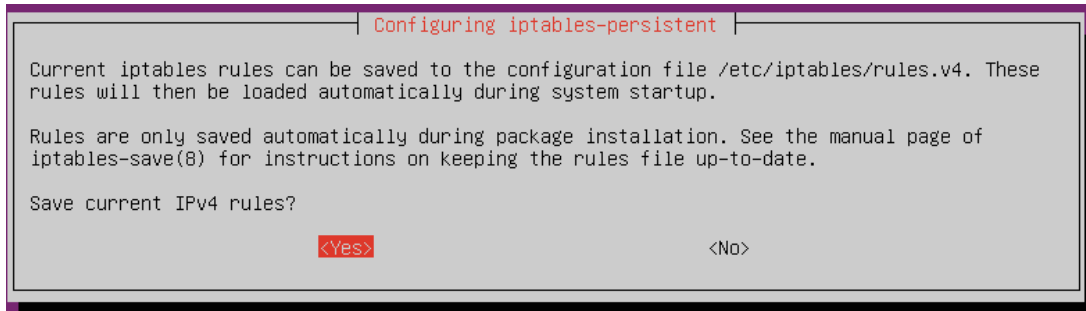 Configuring iptables-persistent
Current iptables rules can be saved to the configuration file /etc/iptables/rules.v4. These
rules will then be loaded automatically during system startup.
Rules are only saved automatically during package installation. See the manual page of
iptables-save(8) for instructions on keeping the rules file up-to-date.
Save current IPv4 rules?
<Yes> <No>